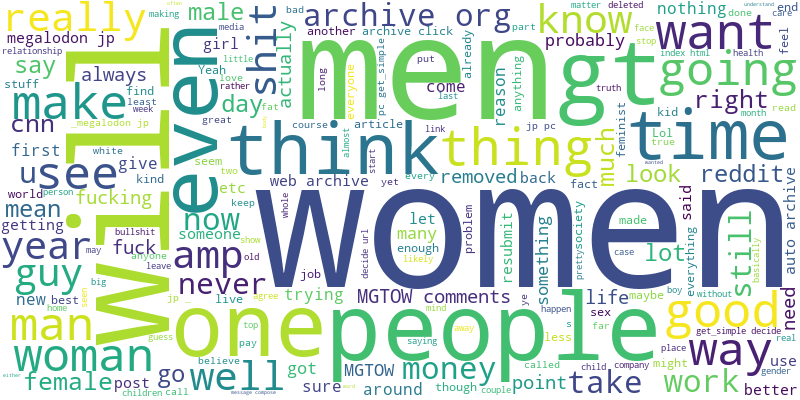 really
megalodon jp
say
stuff
cnn
first
mean
getting
year
guy
new
big
home
man
woman
female
either
relationship
always
make
use
see
find
least
week
_megalodon jp
white
give
kind
world
person
fucking
fuck
bullshit
may
anyone
leave
best
seen
jp _
guess
post
children
call
will
even
male
girl
Yeah
love
rather
great
shit
fat
day
making
media
little
bad
actually
archive org
another
archive click
long
everyone
course
article
men
gt
pc get_simple
put
come
last
link
already
part
reason
anything
probably
know
matter
deleted
face
stop
nothing
done
end
care
feel
understand
often
want
index html
health
going
truth
right
kid
read
month
think
thing
much
feminist
time
Lol
true
look
reddit
seem
two
etc
keep
now
someone
amp
never
show
old
live
agree
top
pay
believe
web archive
yet
almost
start
every
removed
back
jp pc
fact
women
whole
decide url
let
many
enough
problem
likely
resubmit
something
pretty
society
made
case
lot
everything
said
still
basically
auto archive
need
job
trying
MGTOW comments
mind
away
saying
ye
happen
s
less
life
sex
far
maybe
boy
without
good
get_simple decide
real
place
one
people
way
well
go
got
sure
MGTOW
around
money
though
called
couple
point
child
company
take
might
work
use
gender
better
message compose